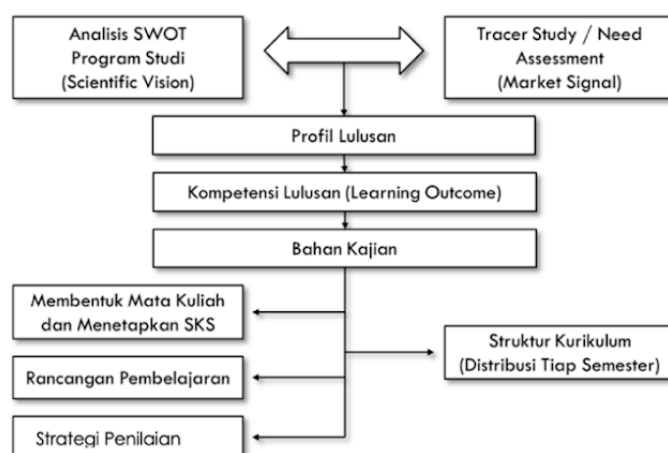 Analisis SWOT
Program Studi
(Scientific Vision)
Tracer Study / Need
Assessment
(Market Signal)
Profil Lulusan
Kompetensi Lulusan (Learning Outcome)
Bahan Kajian
Membentuk Mata Kuliah
dan Menetapkan SKS
Struktur Kurikulum
(Distribusi Tiap Semester)
Rancangan Pembelajaran
Strategi Penilaian